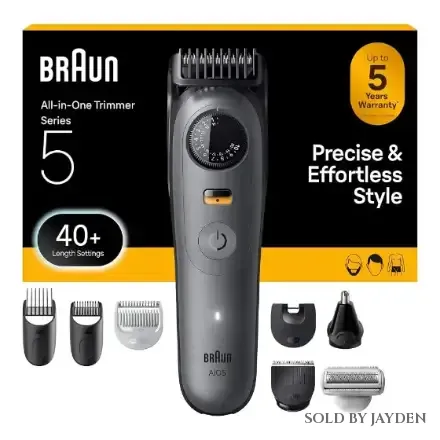 BRAUN
All-in-One Trimmer
Series
5
40+
Length Settings
Up to
5
Years
Warranty*
Precise &
Effortless
Style
BRAUN
AIO5
SOLD BY JAYDEN